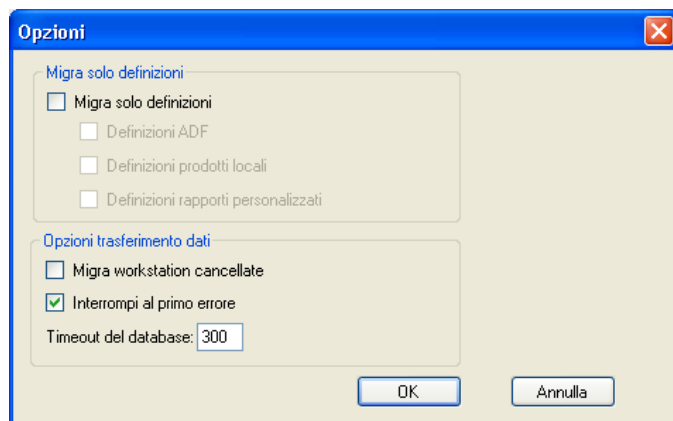 Opzioni
Migra solo definizioni
Migra solo definizioni
Definizioni ADF
Definizioni prodotti locali
Definizioni rapporti personalizzati
Opzioni trasferimento dati
Migra workstation cancellate
Interrompi al primo errore
Timeout del database: 300
OK Annulla